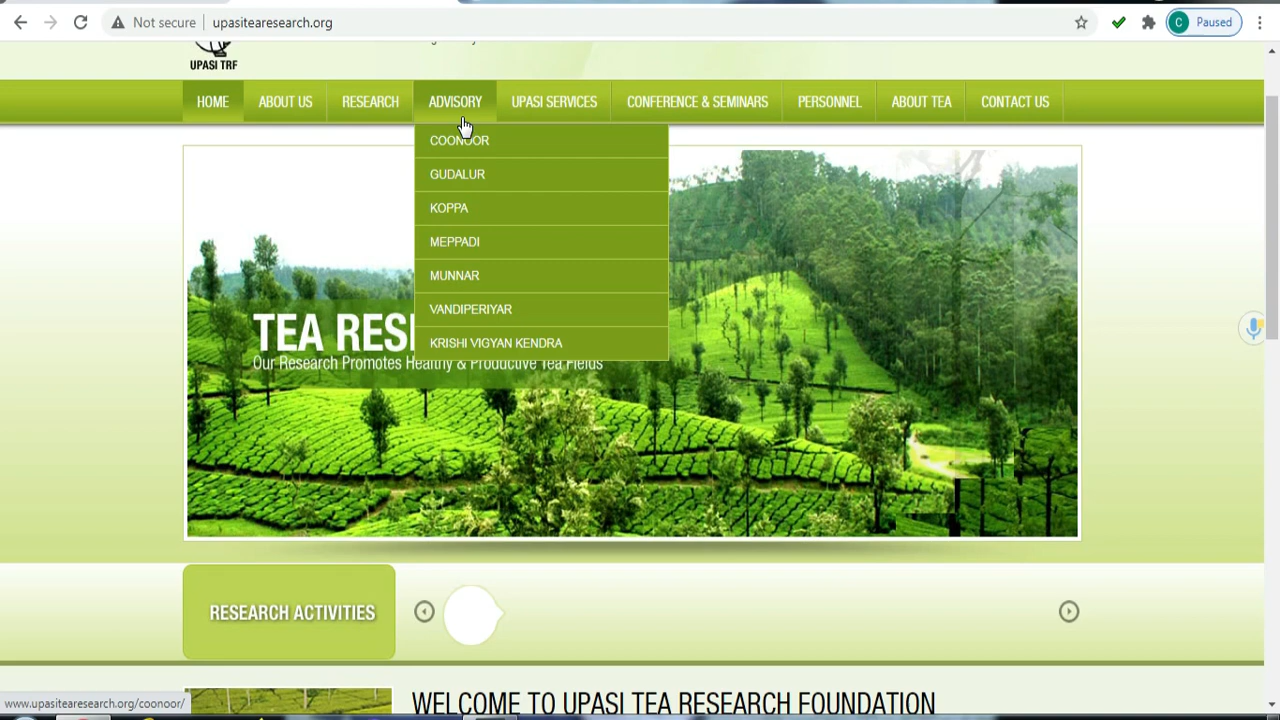 Not secure
upasitearesearch.org
C
Paused
UPASI TRF
HOME
ABOUT US
RESEARCH
ADVISORY
UPASI SERVICES
CONFERENCE & SEMINARS
PERSONNEL
ABOUT TEA
CONTACT US
COONOOR
GUDALUR
KOPPA
MEPPADI
MUNNAR
VANDIPERIYAR
KRISHI VIGYAN KENDRA
TEA
Our Research Promotes Healthy & Productive Tea Fields
RESEARCH ACTIVITIES
WELCOME TO UPASI TEA RESEARCH FOUNDATION
www.upasitearesearch.org/coonoor/